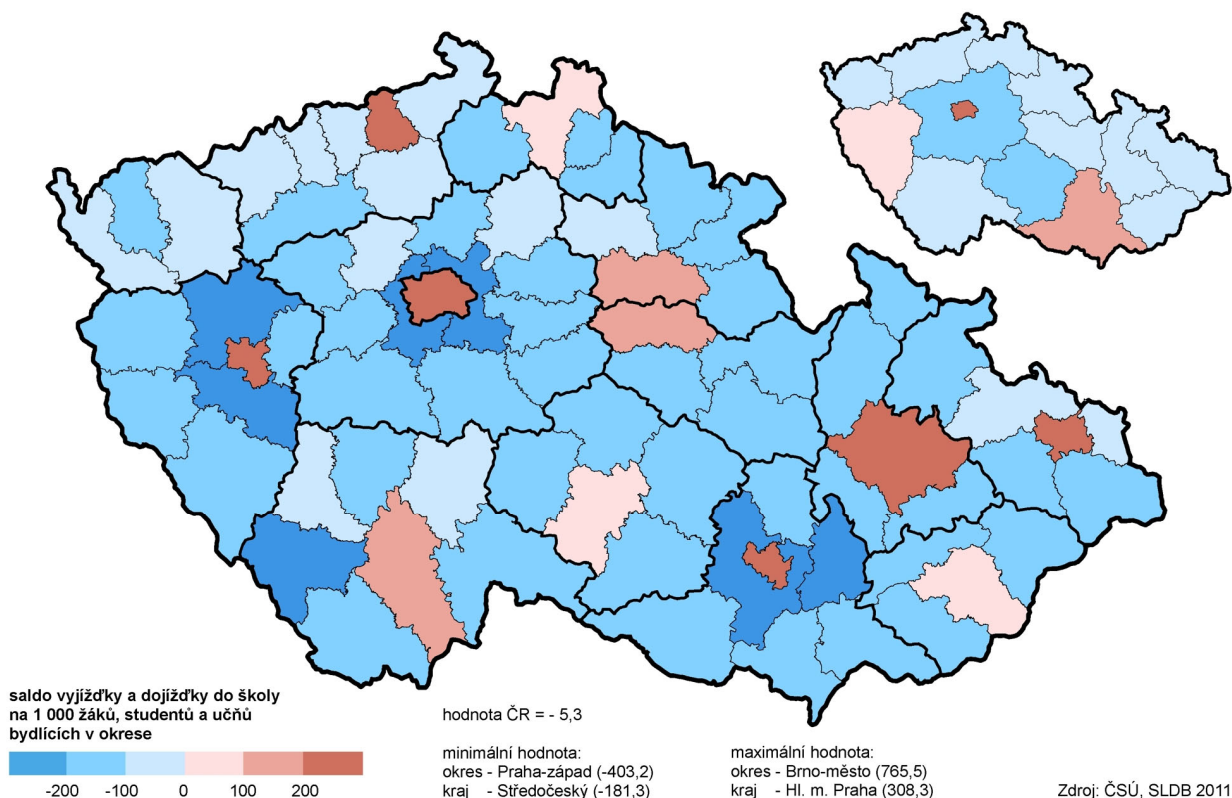 saldo vyjížďky a dojížďky do školy
na 1 000 žáků, studentů a učňů
bydlících v okrese
-200 -100 0 100 200
hodnota ČR = - 5,3
minimální hodnota:
okres - Praha-západ (-403,2)
kraj - Středočeský (-181,3)
maximální hodnota:
okres - Brno-město (765,5)
kraj - Hl. m. Praha (308,3)
Zdroj: ČSÚ, SLDB 2011